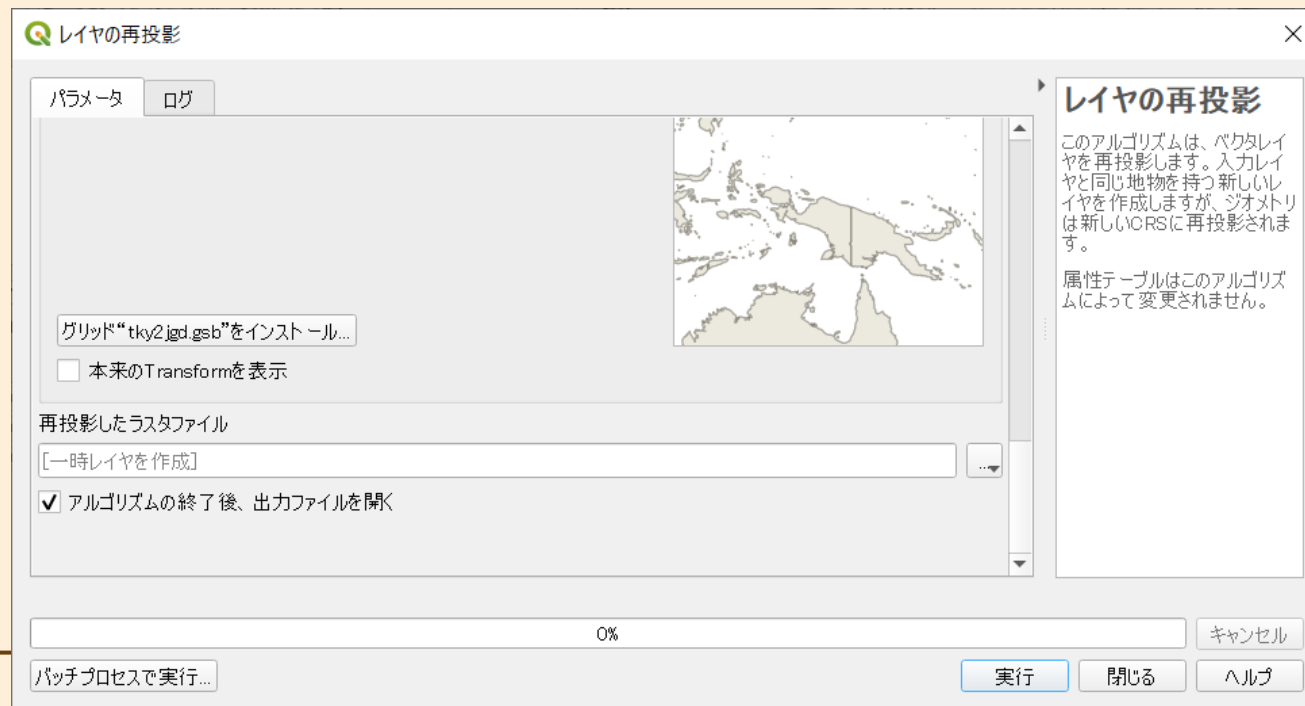 レイヤの再投影
パラメータ
ログ
グリッド“tky2jgd.gsb”をインストール...
本来のTransformを表示
再投影したラスタファイル
[一時レイヤを作成]
...
アルゴリズムの終了後、出力ファイルを開く
レイヤの再投影
このアルゴリズムは、ベクタレイ
ヤを再投影します。入力レイ
ヤと同じ地物を持つ新しいレ
イヤを作成しますが、ジオメトリ
は新しいCRSに再投影されま
す。
属性テーブルはこのアルゴリズ
ムによって変更されません。
0%
キャンセル
バッチプロセスで実行...
実行
閉じる
ヘルプ